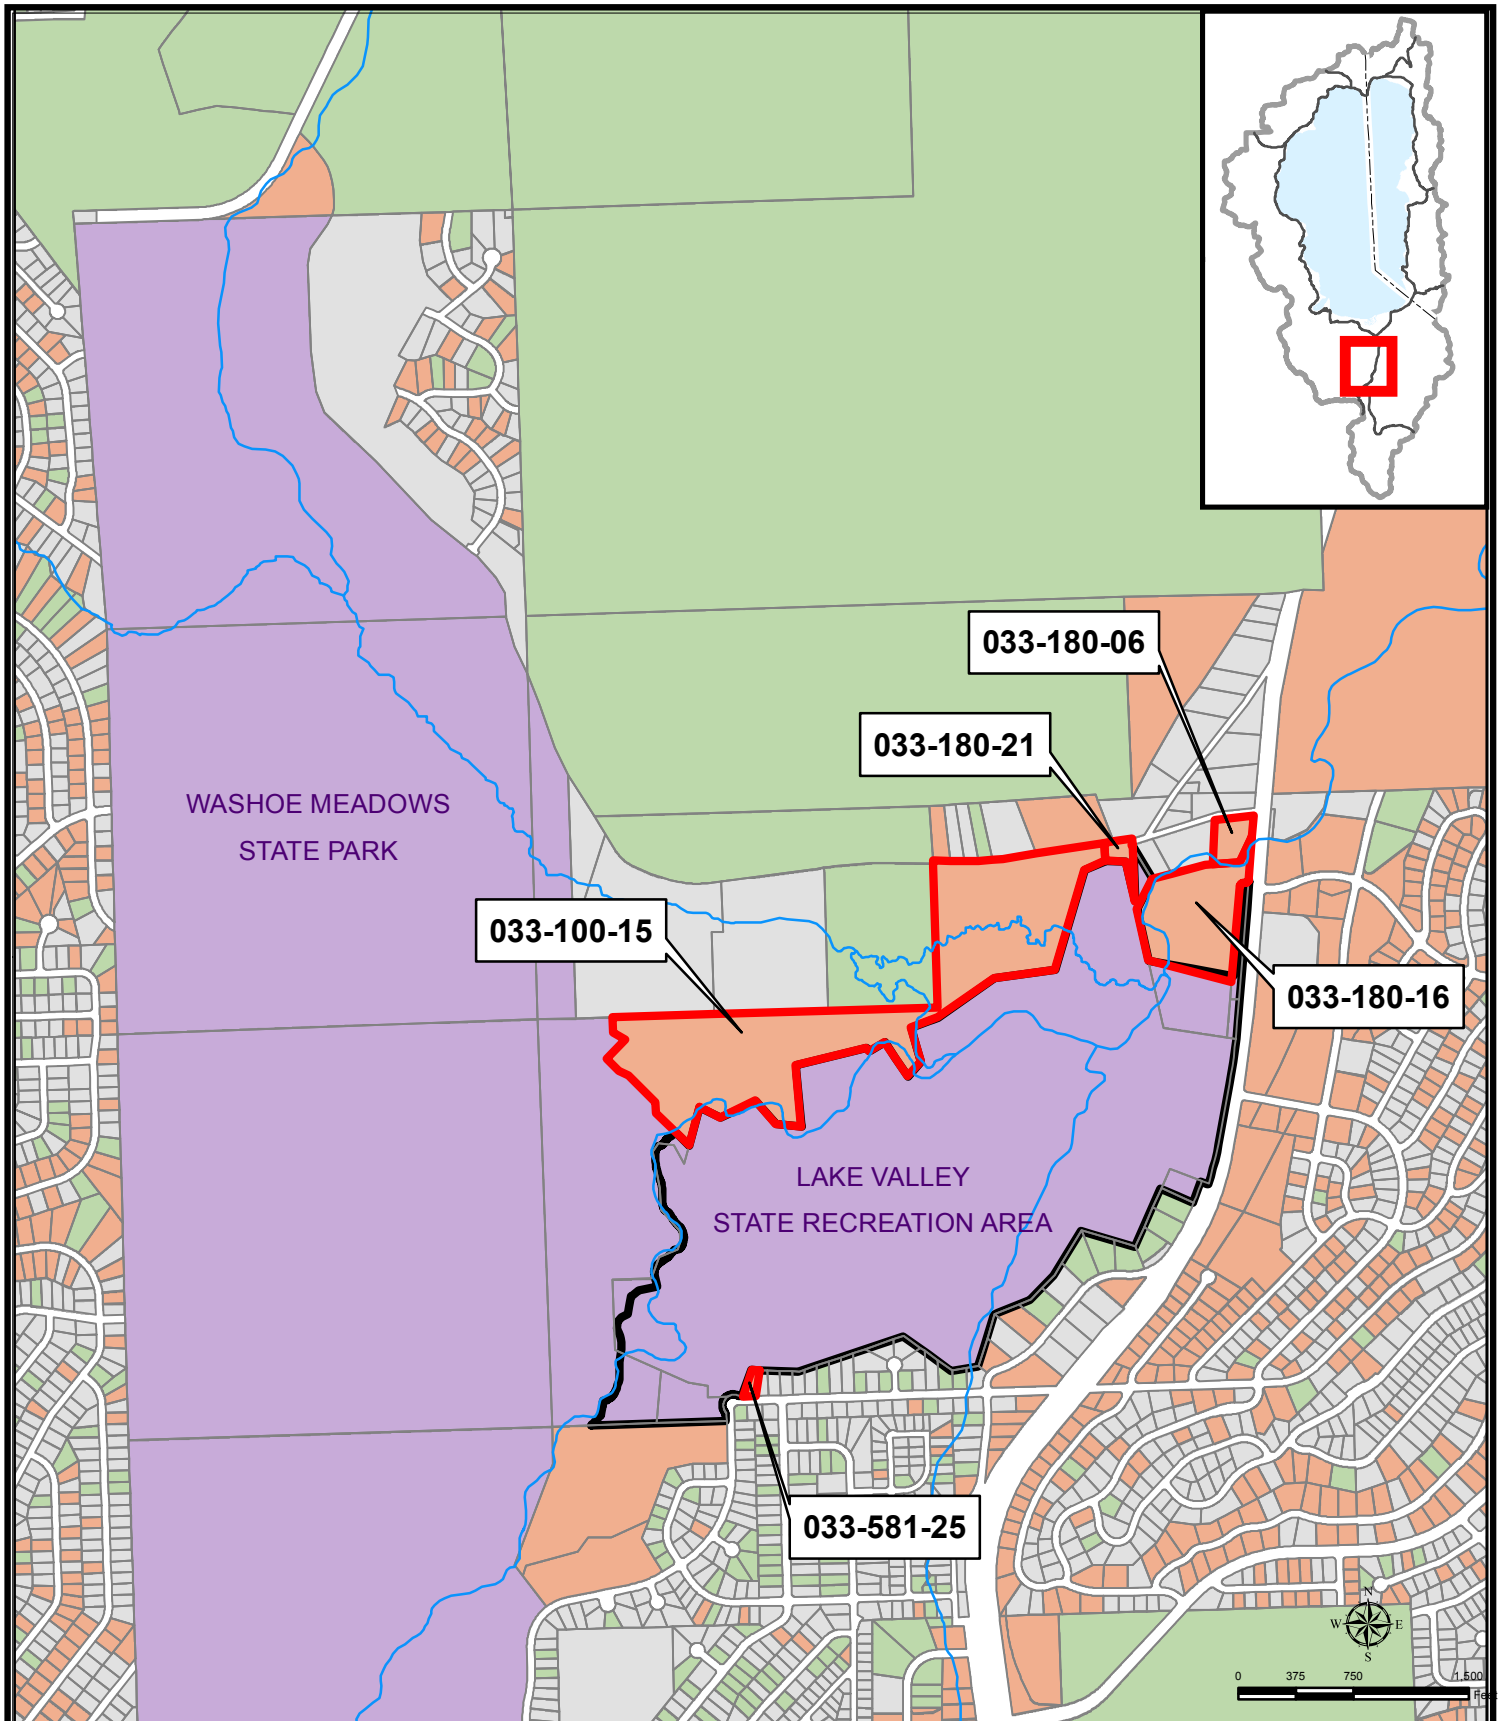 033-180-06
033-180-21
WASHOE MEADOWS
STATE PARK
033-100-15
033-180-16
LAKE VALLEY
STATE RECREATION AREA
033-581-25
N
W E
S
0 375 750 1,500
Feet